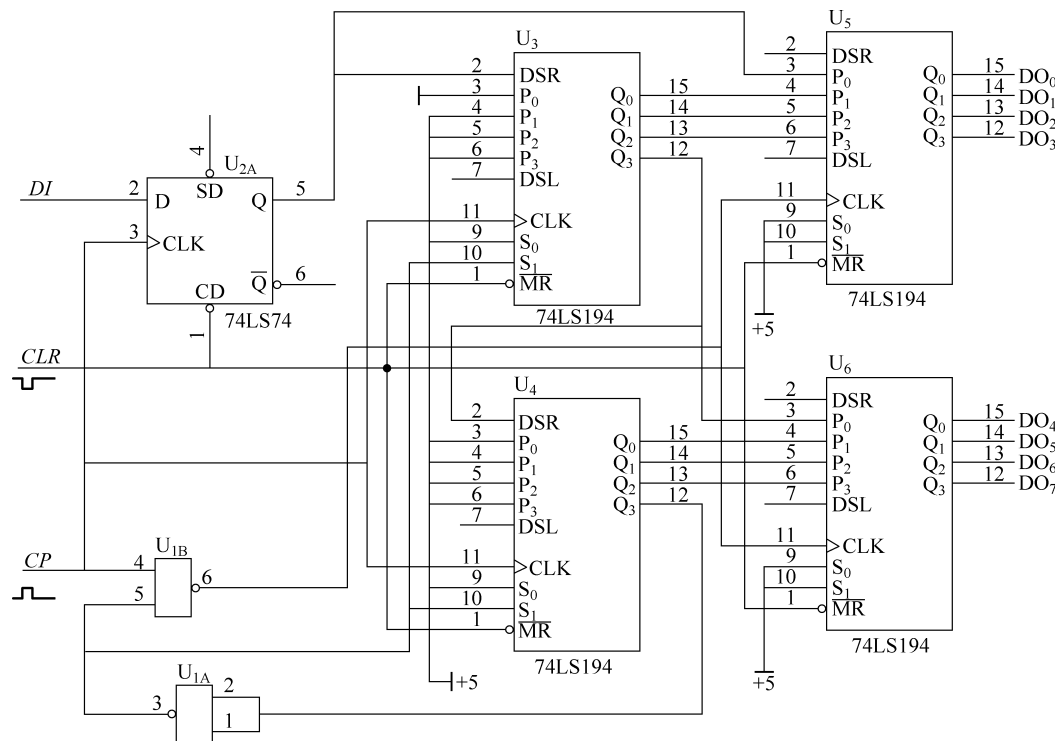 U₂A
DI
2
D
4
SD
Q
5
3
CLK
Q̅
6
CD
1
74LS74
CLR
CP
U₁B
4
5
6
U₁A
3
2
1
U₃
2
DSR
3
P₀
4
P₁
5
P₂
6
P₃
7
DSL
11
CLK
9
S₀
10
S₁
1
M̅R̅
Q₀
15
Q₁
14
Q₂
13
Q₃
12
74LS194
U₄
2
DSR
3
P₀
4
P₁
5
P₂
6
P₃
7
DSL
11
CLK
9
S₀
10
S₁
1
M̅R̅
Q₀
15
Q₁
14
Q₂
13
Q₃
12
74LS194
+5
U₅
2
DSR
3
P₀
4
P₁
5
P₂
6
P₃
7
DSL
11
CLK
9
S₀
10
S₁
1
M̅R̅
Q₀
15
DO₀
Q₁
14
DO₁
Q₂
13
DO₂
Q₃
12
DO₃
74LS194
+5
U₆
2
DSR
3
P₀
4
P₁
5
P₂
6
P₃
7
DSL
11
CLK
9
S₀
10
S₁
1
M̅R̅
Q₀
15
DO₄
Q₁
14
DO₅
Q₂
13
DO₆
Q₃
12
DO₇
74LS194
+5